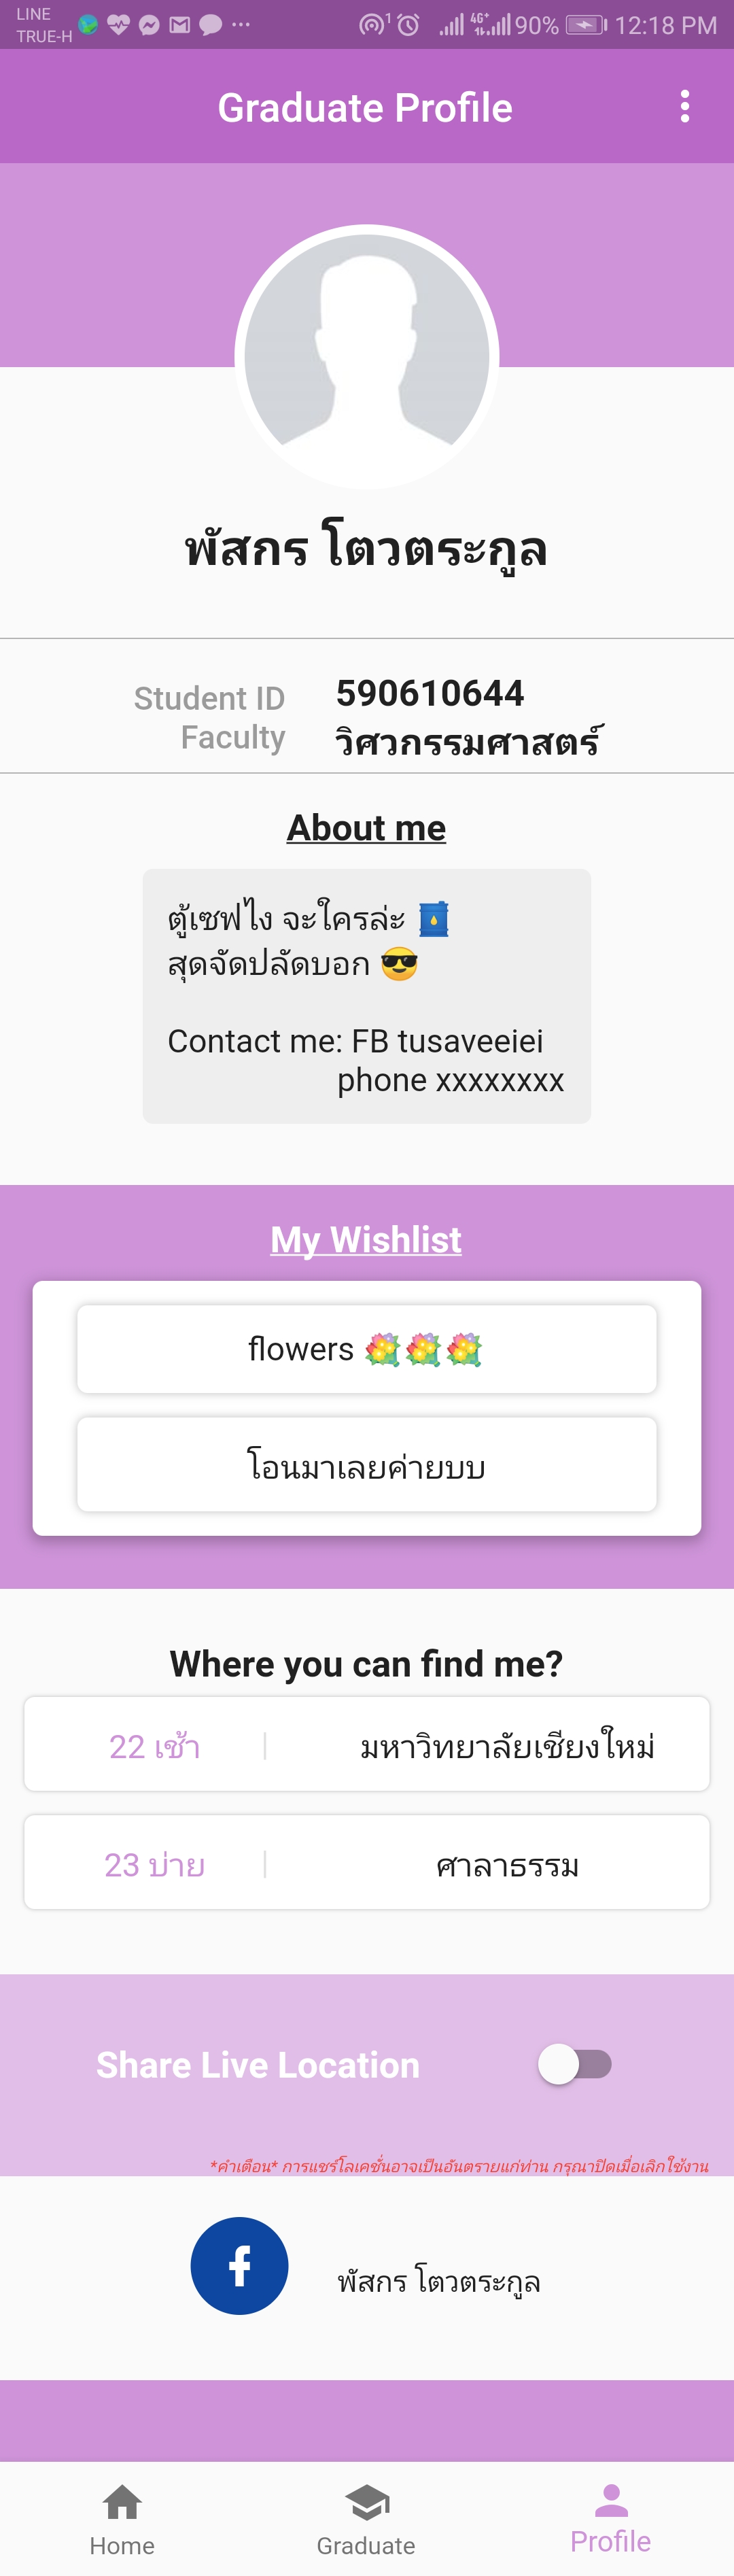 LINE
TRUE-H
90% 12:18 PM
Graduate Profile
พัสกร โตวตระกูล
Student ID 590610644
Faculty วิศวกรรมศาสตร์
About me
ตู้เซฟไง จะใครล่ะ 🛢️
สุดจัดปลัดบอก 😎
Contact me: FB tusaveeiei
phone xxxxxxxx
My Wishlist
flowers 💐💐💐
โอนมาเลยค่ายบบ
Where you can find me?
22 เช้า | มหาวิทยาลัยเชียงใหม่
23 บ่าย | ศาลาธรรม
Share Live Location
*คำเตือน* การแชร์โลเคชั่นอาจเป็นอันตรายแก่ท่าน กรุณาปิดเมื่อเลิกใช้งาน
f พัสกร โตวตระกูล
Home Graduate Profile